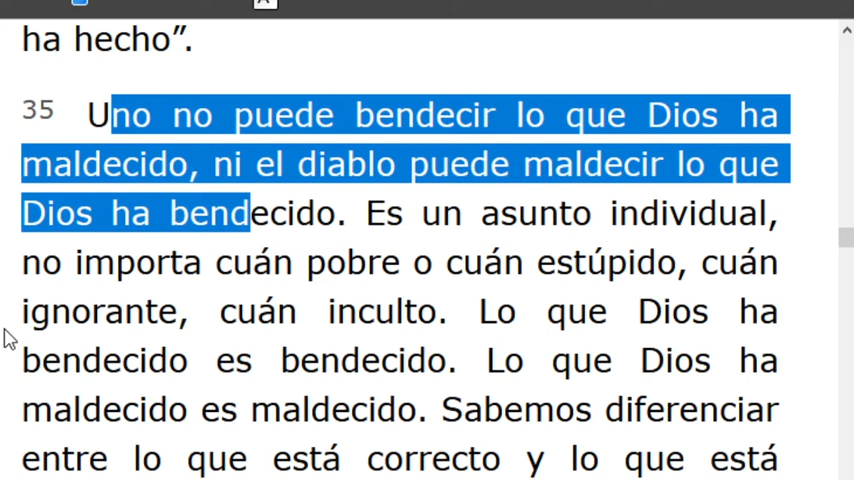 ha hecho”.
35 Uno no puede bendecir lo que Dios ha
maldecido, ni el diablo puede maldecir lo que
Dios ha bendecido. Es un asunto individual,
no importa cuán pobre o cuán estúpido, cuán
ignorante, cuán inculto. Lo que Dios ha
bendecido es bendecido. Lo que Dios ha
maldecido es maldecido. Sabemos diferenciar
entre lo que está correcto y lo que está